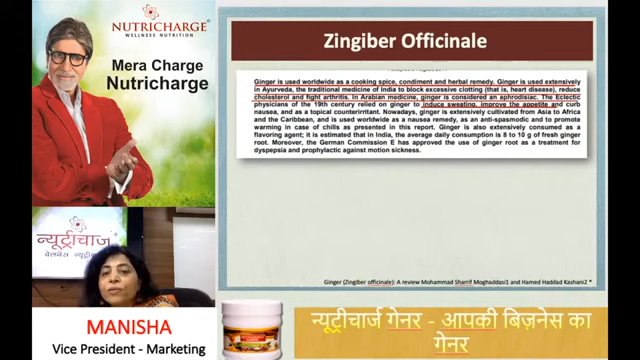 NUTRICHARGE
WELLNESS NUTRITION
Mera Charge
Nutricharge
NUTRICHARGE
न्यूट्रीचार्ज
वेलनेस न्यूट्रि
MANISHA
Vice President - Marketing
Zingiber Officinale
Ginger is used worldwide as a cooking spice, condiment and herbal remedy. Ginger is used extensively
in Ayurveda, the traditional medicine of India to block excessive clotting (that is, heart disease), reduce
cholesterol and fight arthritis. In Arabian medicine, ginger is considered an aphrodisiac. The Eclectic
physicians of the 19th century relied on ginger to induce sweating, improve the appetite and curb
nausea, and as a topical counterirritant. Nowadays, ginger is extensively cultivated from Asia to Africa
and the Caribbean, and is used worldwide as a nausea remedy, as an anti-spasmodic and to promote
warming in case of chills as presented in this report. Ginger is also extensively consumed as a
flavoring agent; it is estimated that in India, the average daily consumption is 8 to 10 g of fresh ginger
root. Moreover, the German Commission E has approved the use of ginger root as a treatment for
dyspepsia and prophylactic against motion sickness.
Ginger (Zingiber officinale): A review Mohammad Sharrif Moghaddasi1 and Hamed Haddad Kashani2 *
न्यूट्रीचार्ज गेनर - आपकी बिज़नेस का
गेनर